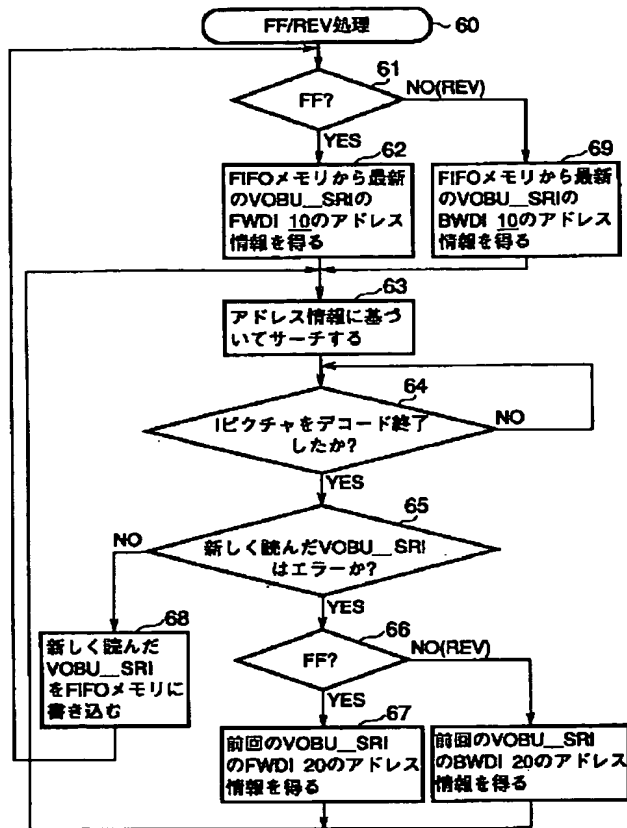 FF/REV処理
60
61
FF?
NO(REV)
YES
62
FIFOメモリから最新
のVOBU__SRIの
FWDI 10のアドレス
情報を得る
69
FIFOメモリから最新
のVOBU__SRIの
BWDI 10のアドレス
情報を得る
63
アドレス情報に基づ
いてサーチする
64
Iピクチャをデコード終了
したか?
NO
YES
65
新しく読んだVOBU__SRI
はエラーか?
NO
YES
68
新しく読んだ
VOBU__SRI
をFIFOメモリに
書き込む
66
FF?
NO(REV)
YES
67
前回のVOBU__SRI
のFWDI 20のアドレス
情報を得る
前回のVOBU__SRI
のBWDI 20のアドレス
情報を得る